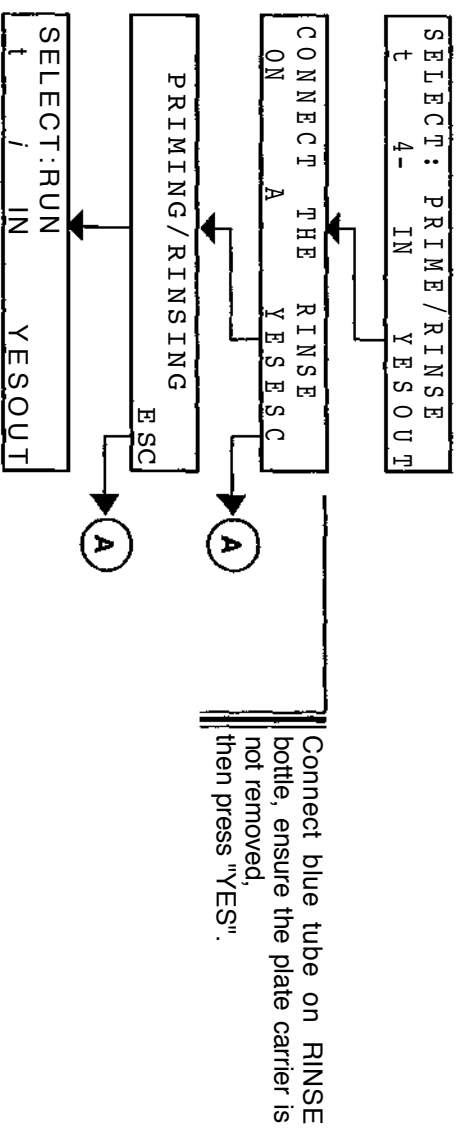 SELECT: PRIME/RINSE
t 4- IN YESOUT
CONNECT THE RINSE
ON A YESESC
Connect blue tube on RINSE
bottle, ensure the plate carrier is
not removed,
then press "YES".
A
PRIMING/RINSING
ESC
A
SELECT:RUN
t i IN YESOUT